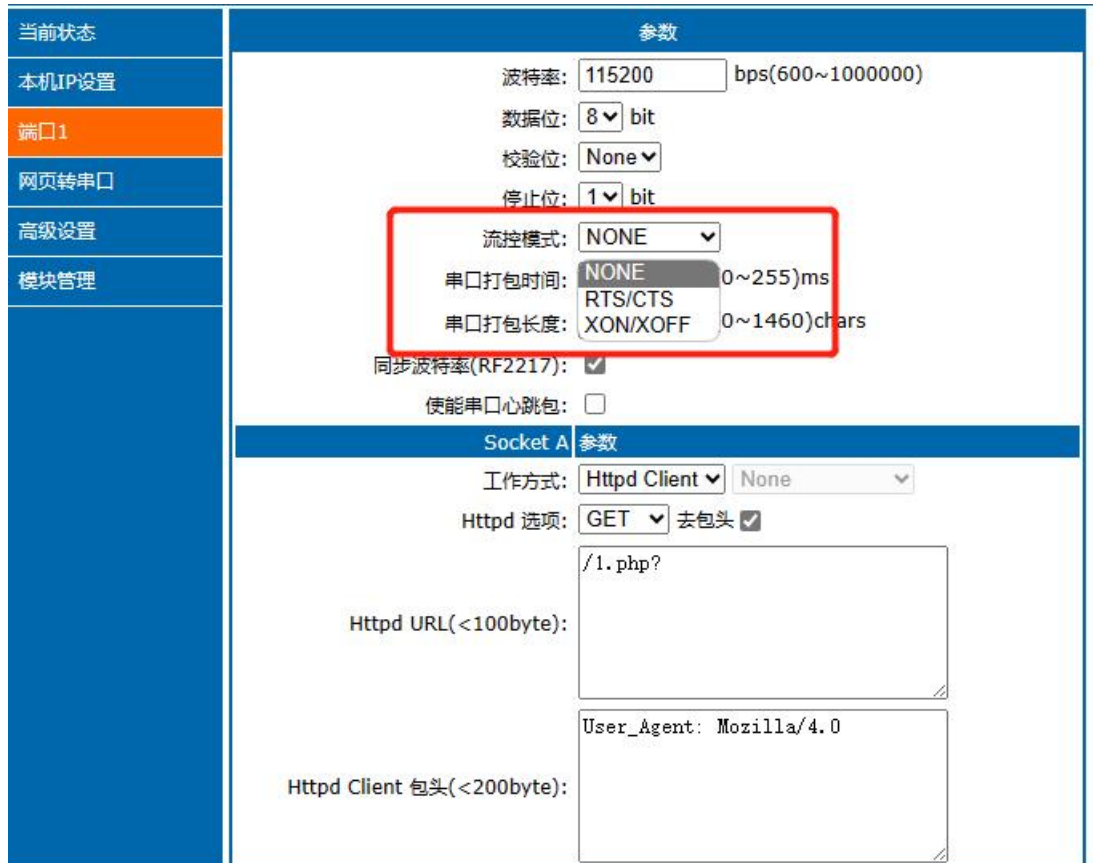 当前状态
本机IP设置
端口1
网页转串口
高级设置
模块管理
参数
波特率: 115200 bps(600~1000000)
数据位: 8 bit
校验位: None
停止位: 1 bit
流控模式: NONE
NONE
RTS/CTS
XON/XOFF
串口打包时间: 0~255)ms
串口打包长度: 0~1460)chars
同步波特率(RF2217):
使能串口心跳包:
Socket A 参数
工作方式: Httpd Client None
Httpd 选项: GET 去包头
Httpd URL(<100byte): /1.php?
Httpd Client 包头(<200byte): User_Agent: Mozilla/4.0